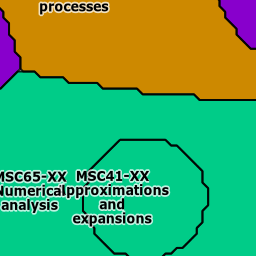 processes
MSC65-XX
Numerical
analysis
MSC41-XX
Approximations
and
expansions